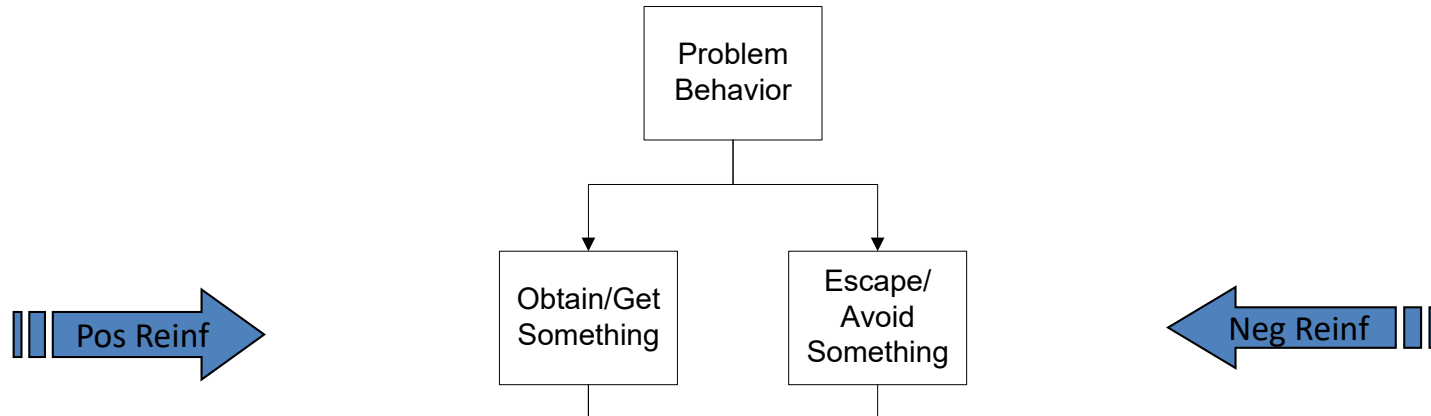 Problem
Behavior
Obtain/Get
Something
Escape/
Avoid
Something
Pos Reinf
Neg Reinf